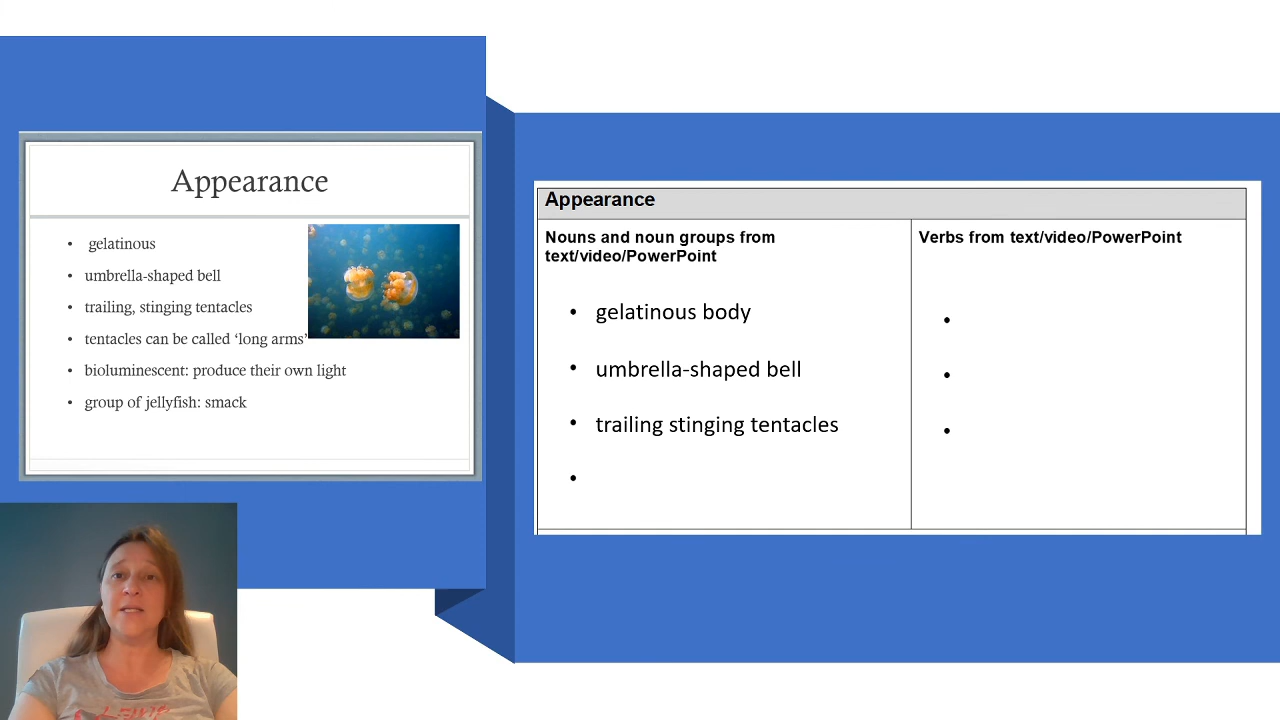 Appearance
• gelatinous
• umbrella-shaped bell
• trailing, stinging tentacles
• tentacles can be called ‘long arms’
• bioluminescent: produce their own light
• group of jellyfish: smack
Appearance
Nouns and noun groups from
text/video/PowerPoint
• gelatinous body
• umbrella-shaped bell
• trailing stinging tentacles
•
Verbs from text/video/PowerPoint
•
•
•